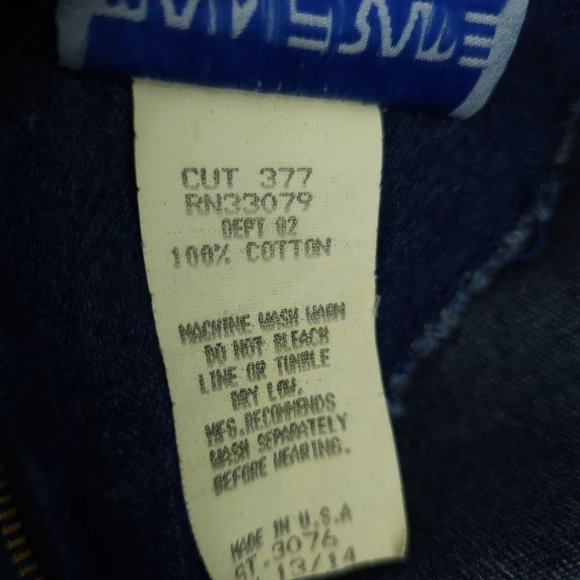 CUT 377
RN33079
DEPT 02
100% COTTON
MACHINE WASH WARM
DO NOT BLEACH
LINE OR TUMBLE
DRY LOW.
MFG.RECOMMENDS
WASH SEPARATELY
BEFORE WEARING.
MADE IN U.S.A
ST.3076
13/14